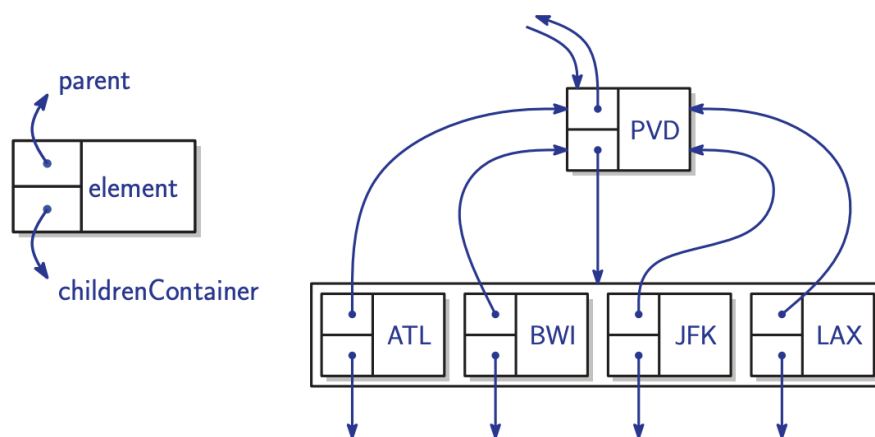 parent
element
childrenContainer
PVD
ATL
BWI
JFK
LAX